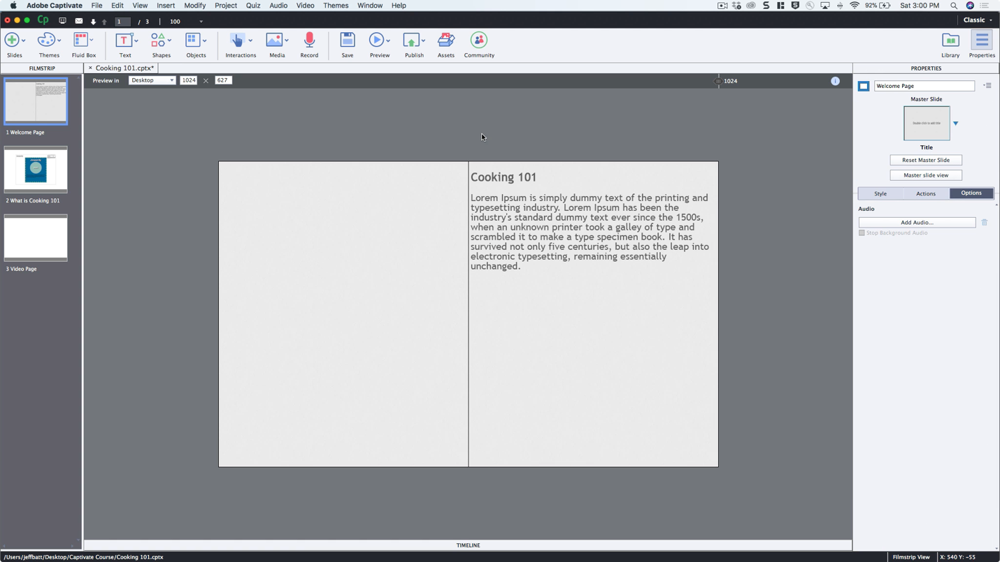 Adobe Captivate File Edit View Insert Modify Project Quiz Audio Video Themes Window Help 92% Sat 3:00 PM
Cp 1 / 3 100 Classic
Slides Themes Fluid Box Text Shapes Objects Interactions Media Record Save Preview Publish Assets Community Library Properties
FILMSTRIP × Cooking 101.cptx* PROPERTIES
Preview in Desktop 1024 627 1024
Welcome Page
Master Slide
Double click to add title
Title
Reset Master Slide
Master slide view
Style Actions Options
Audio
Add Audio...
Stop Background Audio
1 Welcome Page
2 What is Cooking 101
3 Video Page
Cooking 101
Lorem Ipsum is simply dummy text of the printing and
typesetting industry. Lorem Ipsum has been the
industry's standard dummy text ever since the 1500s,
when an unknown printer took a galley of type and
scrambled it to make a type specimen book. It has
survived not only five centuries, but also the leap into
electronic typesetting, remaining essentially
unchanged.
TIMELINE
/Users/jeffbatt/Desktop/Captivate Course/Cooking 101.cptx Filmstrip View X: 540 Y: -55